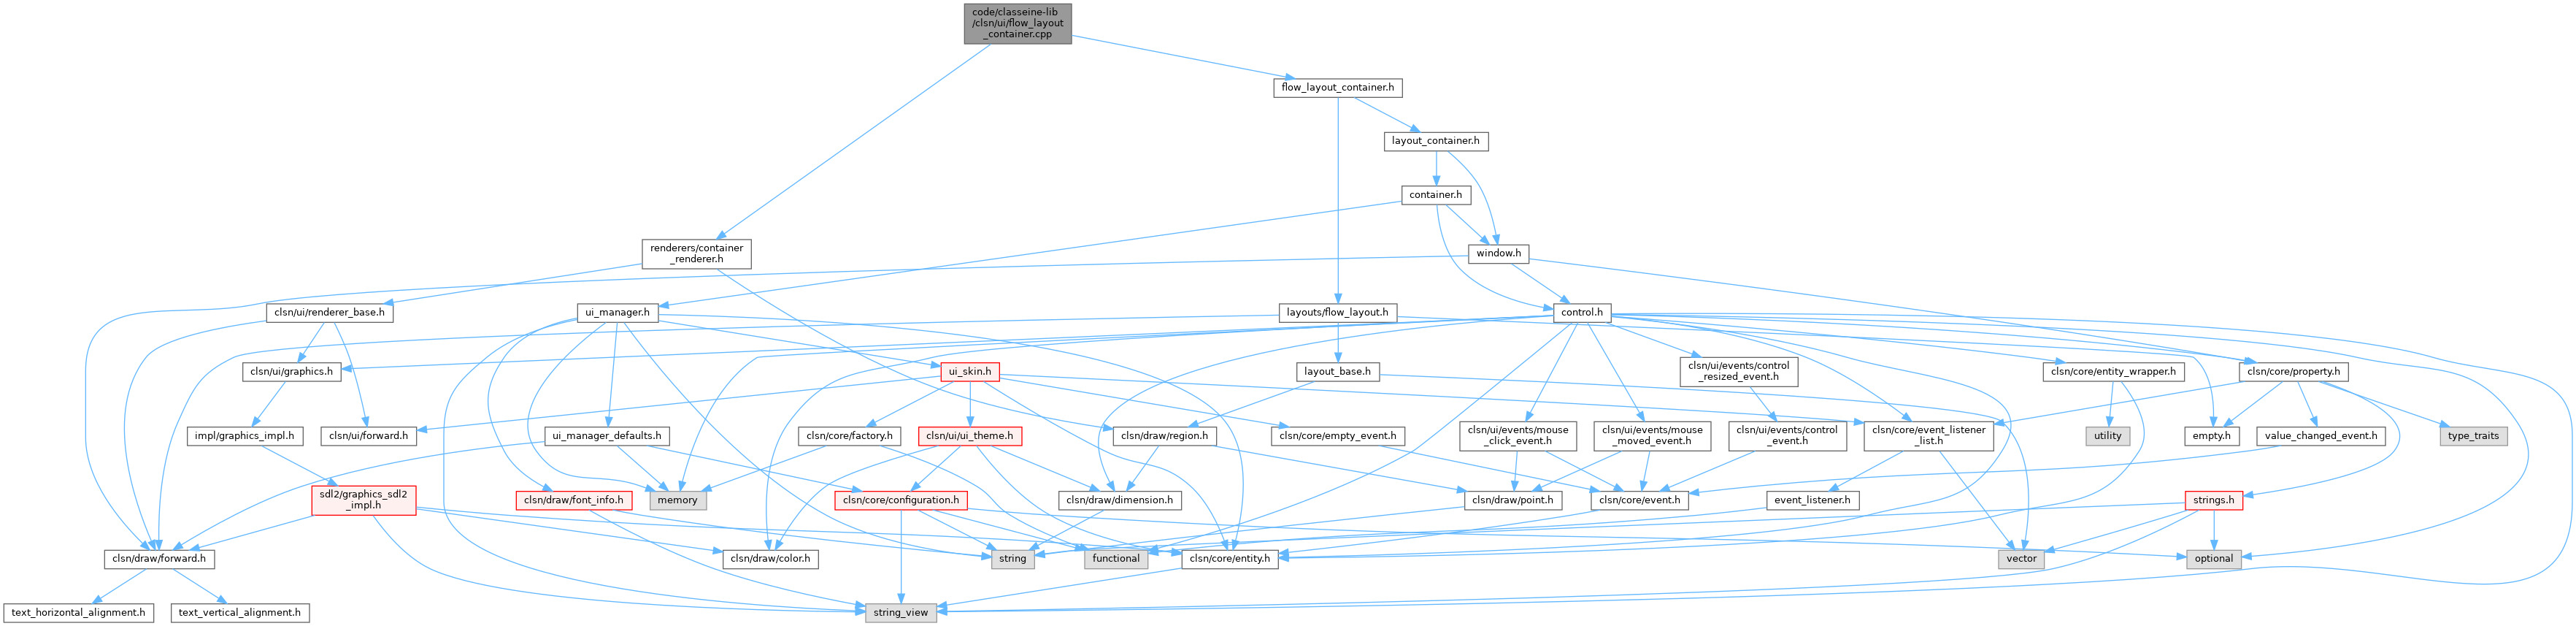 code/classeine-lib
/clsn/ui/flow_layout
_container.cpp
flow_layout_container.h
layout_container.h
container.h
renderers/container
_renderer.h
window.h
clsn/ui/renderer_base.h
ui_manager.h
layouts/flow_layout.h
control.h
clsn/ui/graphics.h
ui_skin.h
layout_base.h
clsn/ui/events/control
_resized_event.h
clsn/core/entity_wrapper.h
clsn/core/property.h
impl/graphics_impl.h
clsn/ui/forward.h
ui_manager_defaults.h
clsn/core/factory.h
clsn/ui/ui_theme.h
clsn/draw/region.h
clsn/core/empty_event.h
clsn/ui/events/mouse
_click_event.h
clsn/ui/events/mouse
_moved_event.h
clsn/ui/events/control
_event.h
clsn/core/event_listener
_list.h
utility
empty.h
value_changed_event.h
type_traits
sdl2/graphics_sdl2
_impl.h
clsn/draw/font_info.h
memory
clsn/core/configuration.h
clsn/draw/dimension.h
clsn/draw/point.h
clsn/core/event.h
event_listener.h
strings.h
clsn/draw/forward.h
clsn/draw/color.h
string
functional
clsn/core/entity.h
vector
optional
text_horizontal_alignment.h
text_vertical_alignment.h
string_view